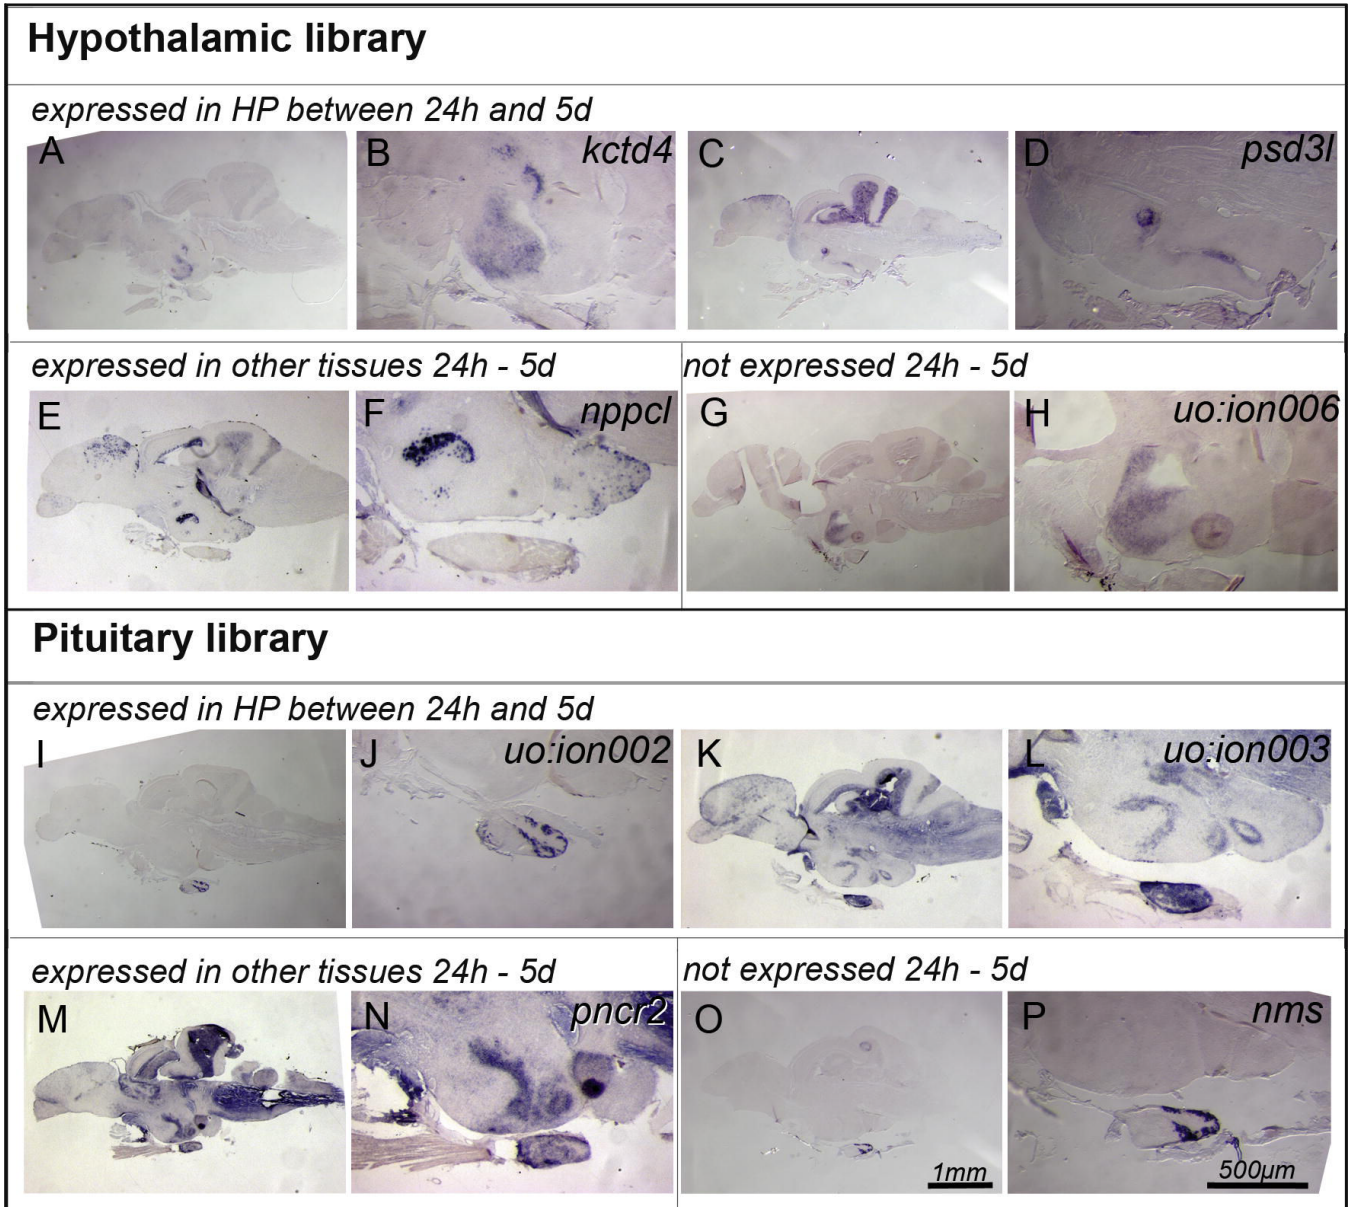 Hypothalamic library
expressed in HP between 24h and 5d
A B kctd4 C D psd3l
expressed in other tissues 24h - 5d not expressed 24h - 5d
E F nppcl G H uo:ion006
Pituitary library
expressed in HP between 24h and 5d
I J uo:ion002 K L uo:ion003
expressed in other tissues 24h - 5d not expressed 24h - 5d
M N pncr2 O P nms
1mm 500µm